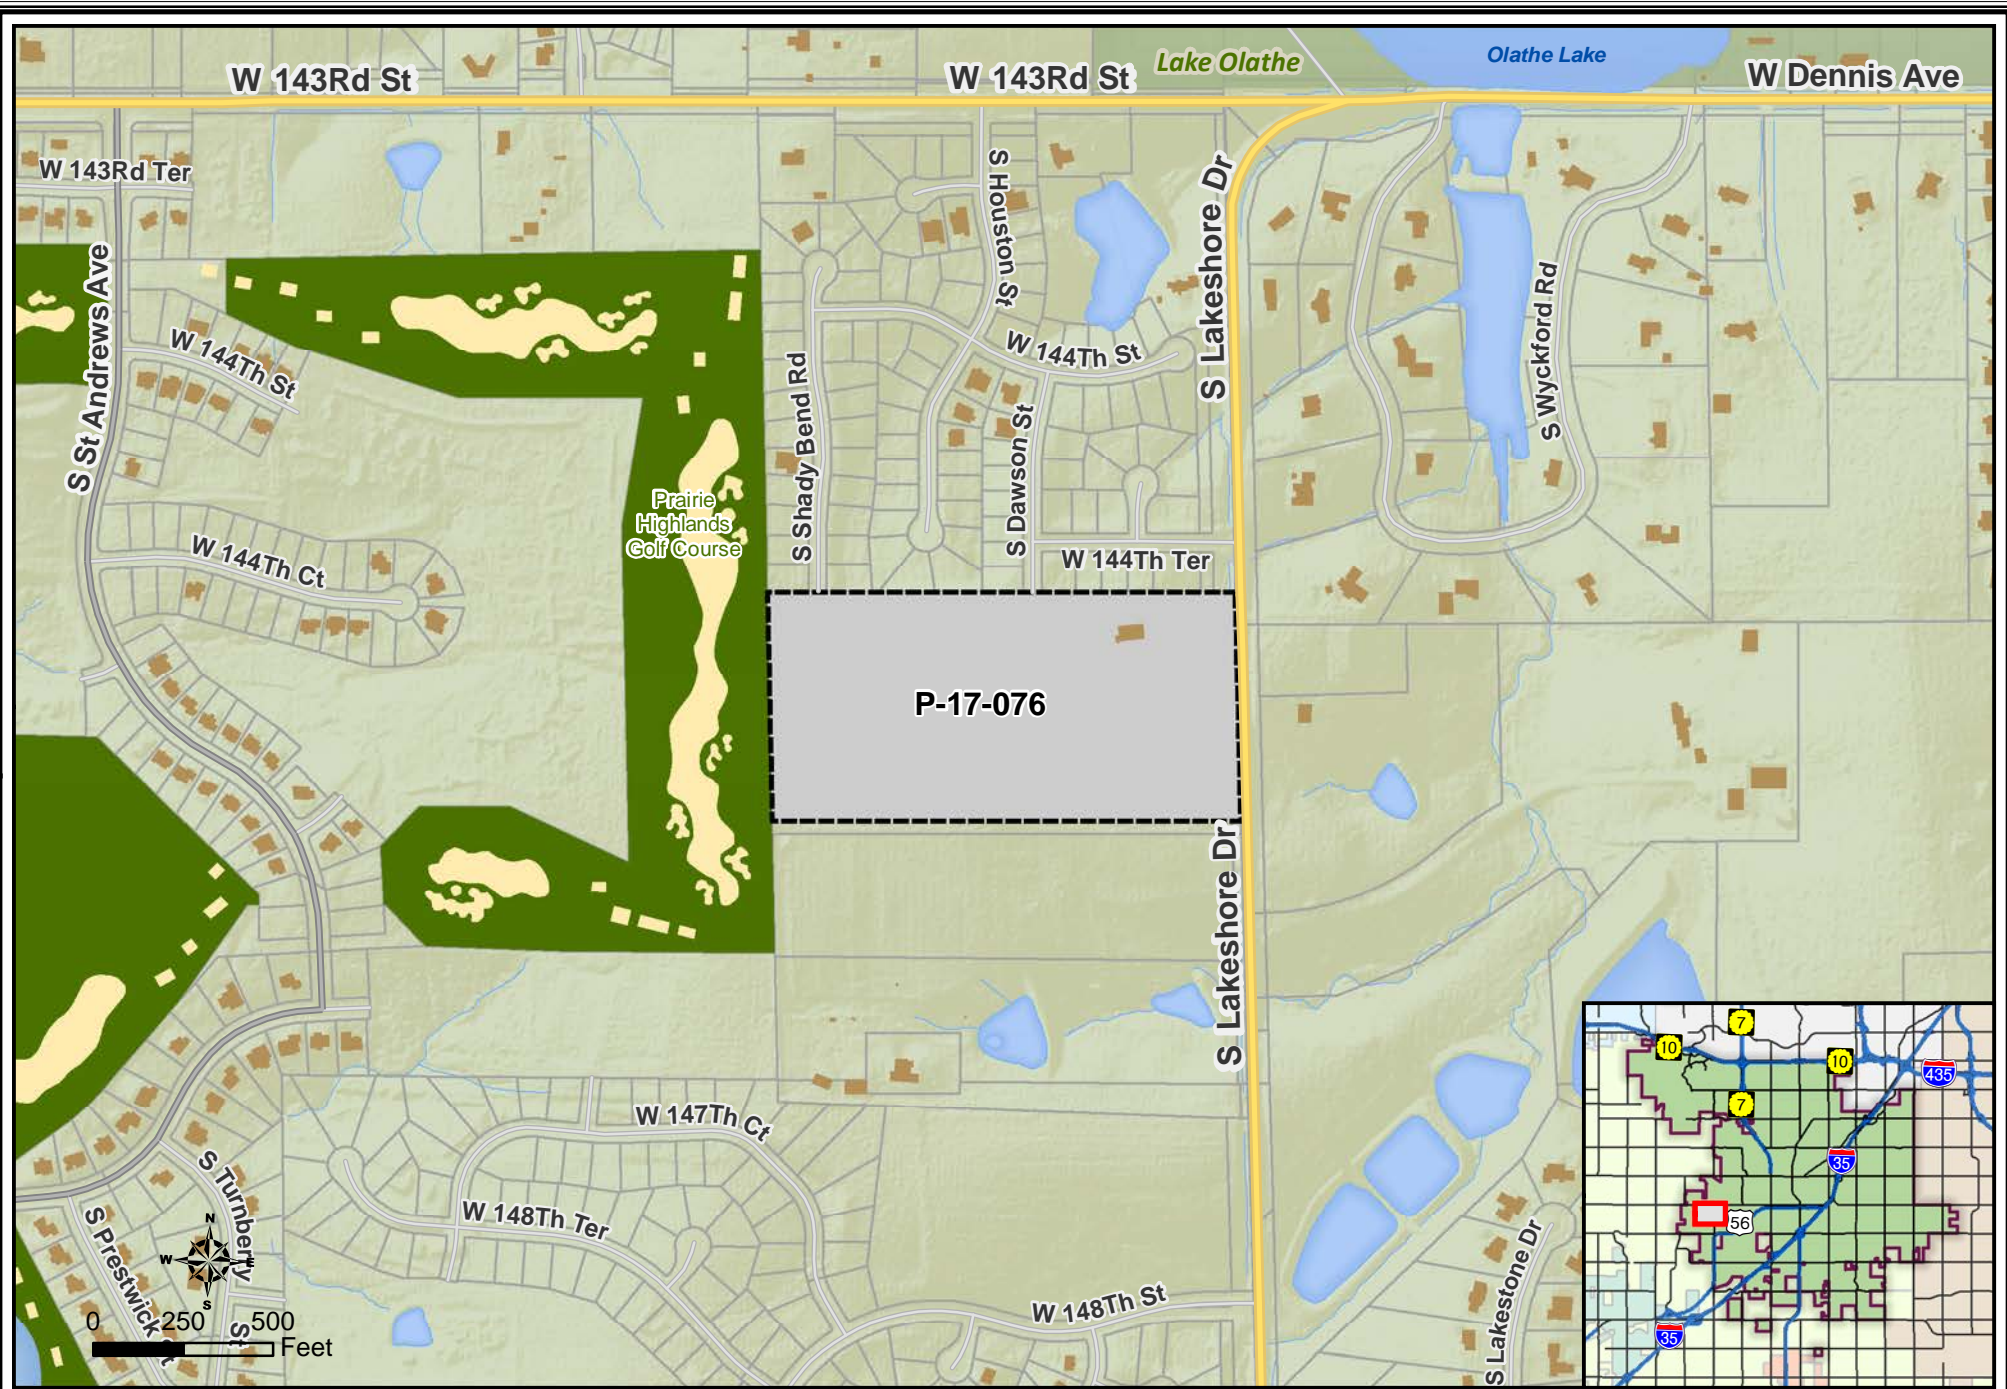 Lake Olathe
Olathe Lake
W 143Rd St
W 143Rd St
W Dennis Ave
W 143Rd Ter
S St Andrews Ave
W 144Th St
S Houston St
S Lakeshore Dr
W 144Th St
S Wyckford Rd
S Shady Bend Rd
S Dawson St
Prairie
Highlands
Golf Course
W 144Th Ct
W 144Th Ter
P-17-076
S Lakeshore Dr
W 147Th Ct
W 148Th Ter
S Turnberry
St
S Prestwick Ct
W 148Th St
S Lakestone Dr
N
W
E
S
0 250 500
Feet
7
10
10
435
7
35
56
35